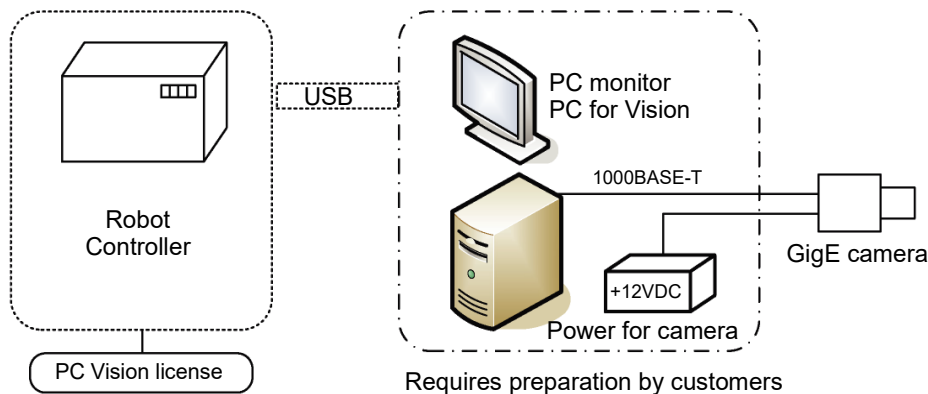 USB
PC monitor
PC for Vision
1000BASE-T
Robot
Controller
GigE camera
+12VDC
Power for camera
PC Vision license
Requires preparation by customers